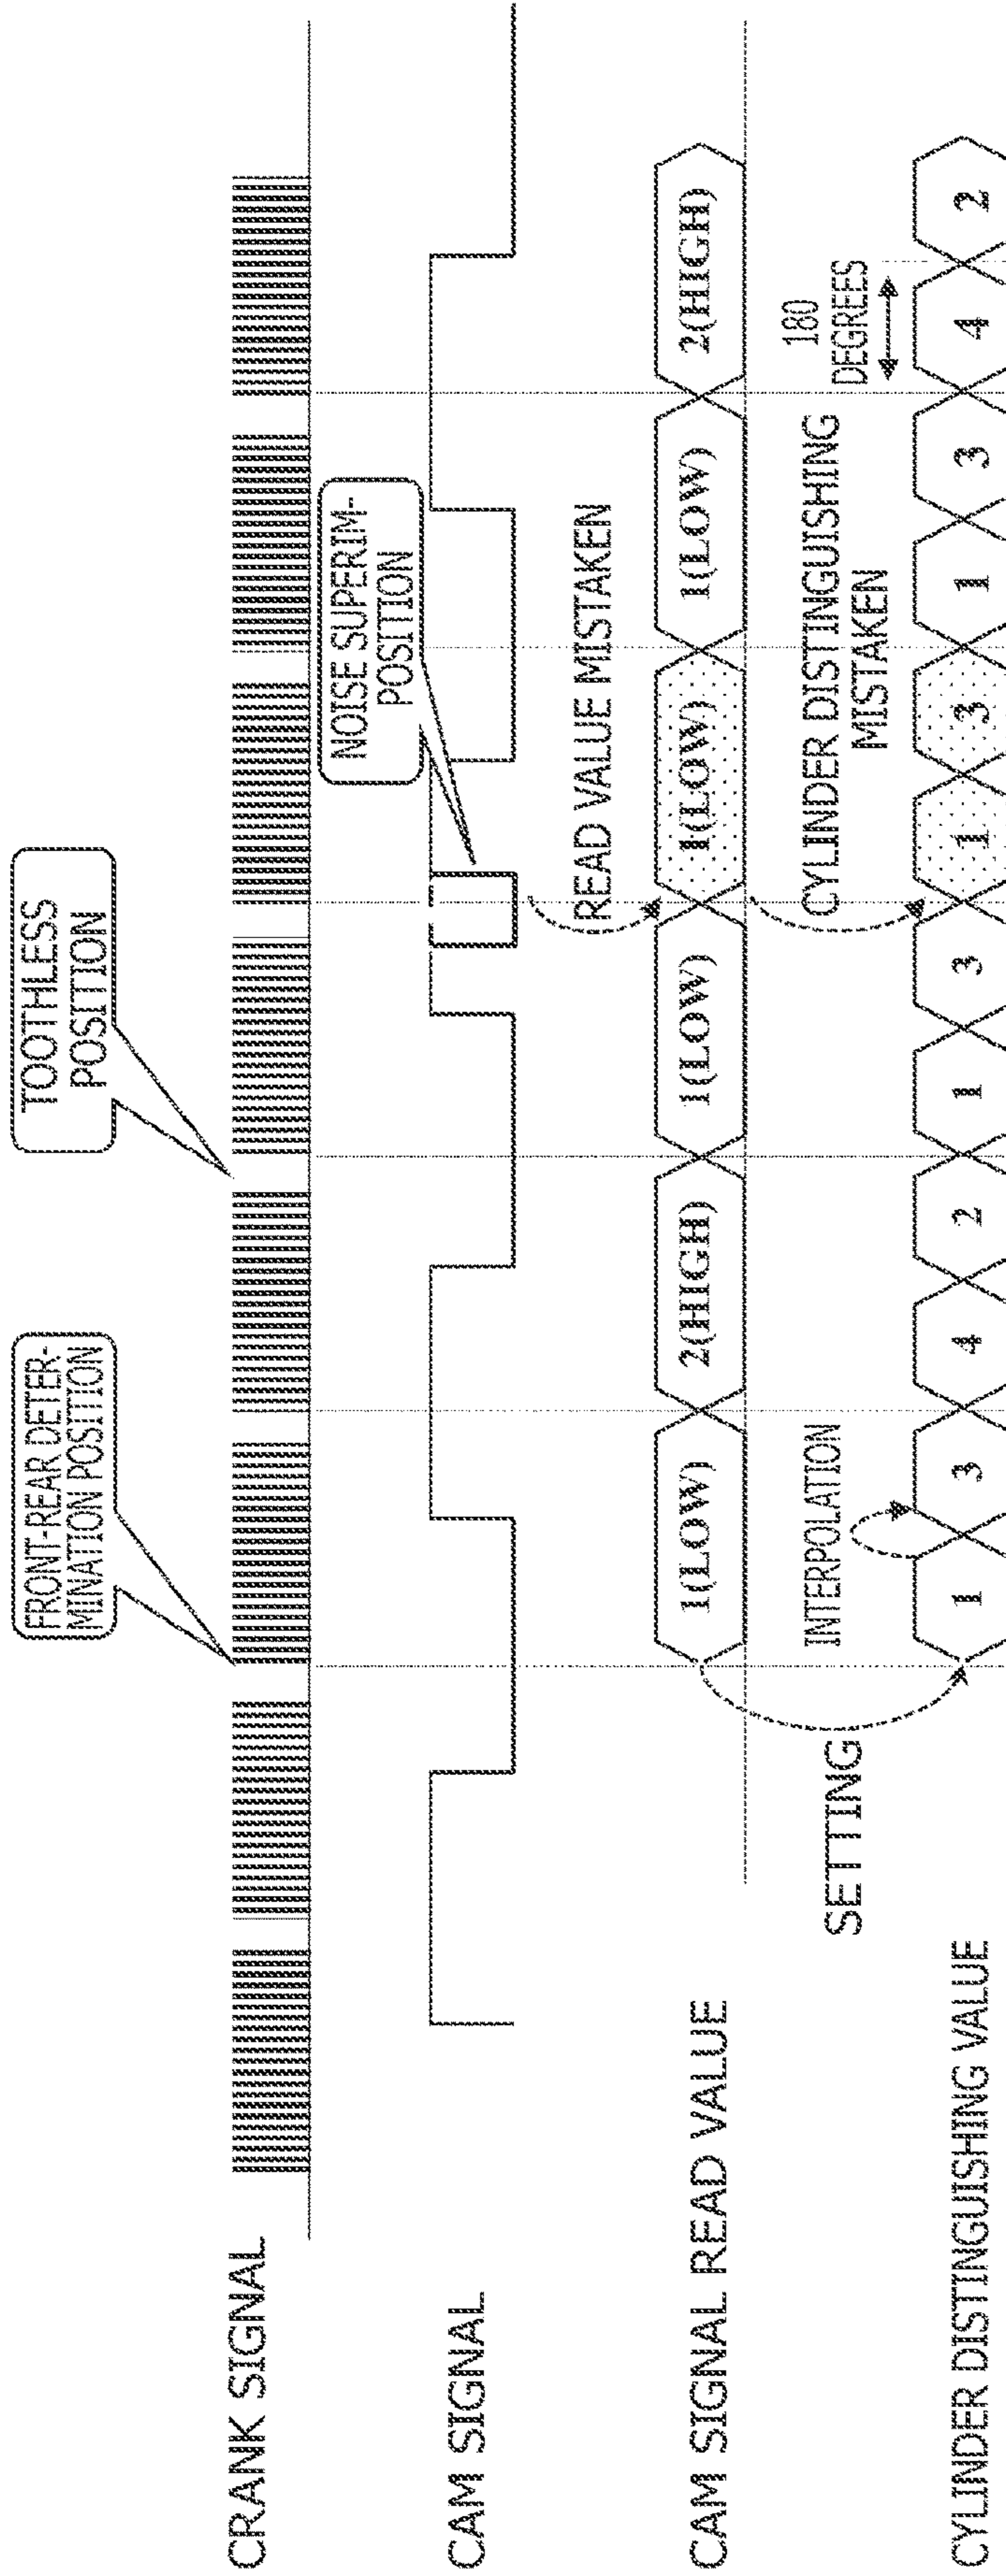 FRONT-REAR DETER-
MINATION POSITION
TOOTHLESS
POSITION
CRANK SIGNAL
NOISE SUPERIM-
POSITION
CAM SIGNAL
READ VALUE MISTAKEN
CAM SIGNAL READ VALUE
1(LOW)
2(HIGH)
1(LOW)
1(LOW)
1(LOW)
2(HIGH)
SETTING
INTERPOLATION
CYLINDER DISTINGUISHING
MISTAKEN
180
DEGREES
CYLINDER DISTINGUISHING VALUE
1
3
4
2
1
3
1
3
1
3
4
2